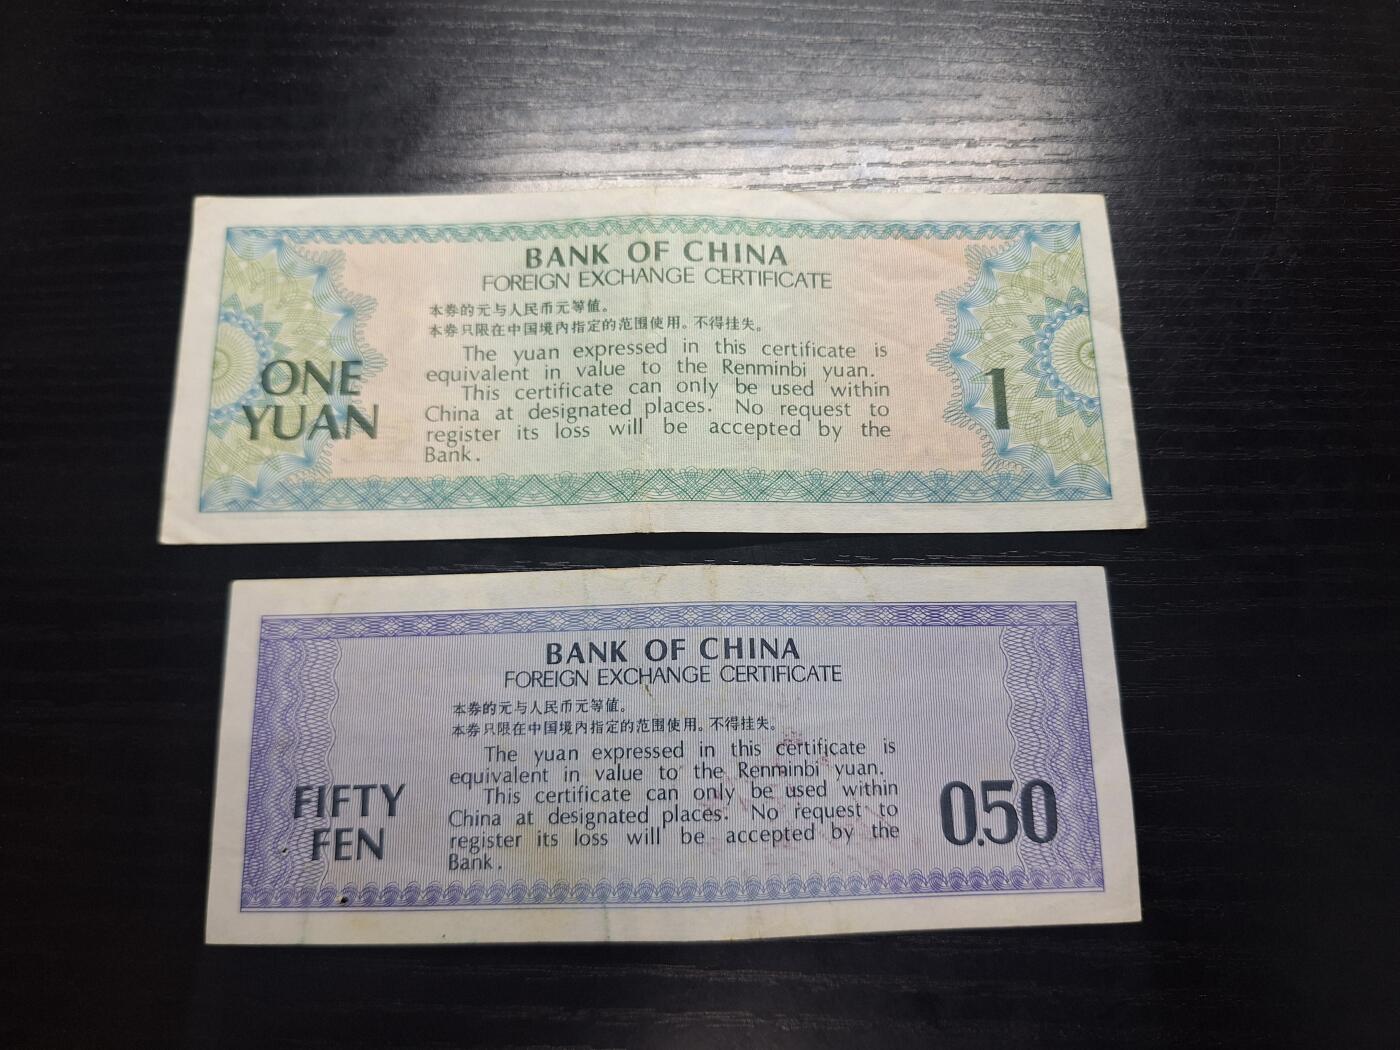 BANK OF CHINA
FOREIGN EXCHANGE CERTIFICATE
本券的元与人民币元等值。
本券只限在中国境内指定的范围使用。不得挂失。
The yuan expressed in this certificate is
equivalent in value to the Renminbi yuan.
This certificate can only be used within
China at designated places. No request to
register its loss will be accepted by the
Bank.
ONE
YUAN
1
BANK OF CHINA
FOREIGN EXCHANGE CERTIFICATE
本券的元与人民币元等值。
本券只限在中国境内指定的范围使用。不得挂失。
The yuan expressed in this certificate is
equivalent in value to the Renminbi yuan.
This certificate can only be used within
China at designated places. No request to
register its loss will be accepted by the
Bank.
FIFTY
FEN
0.50